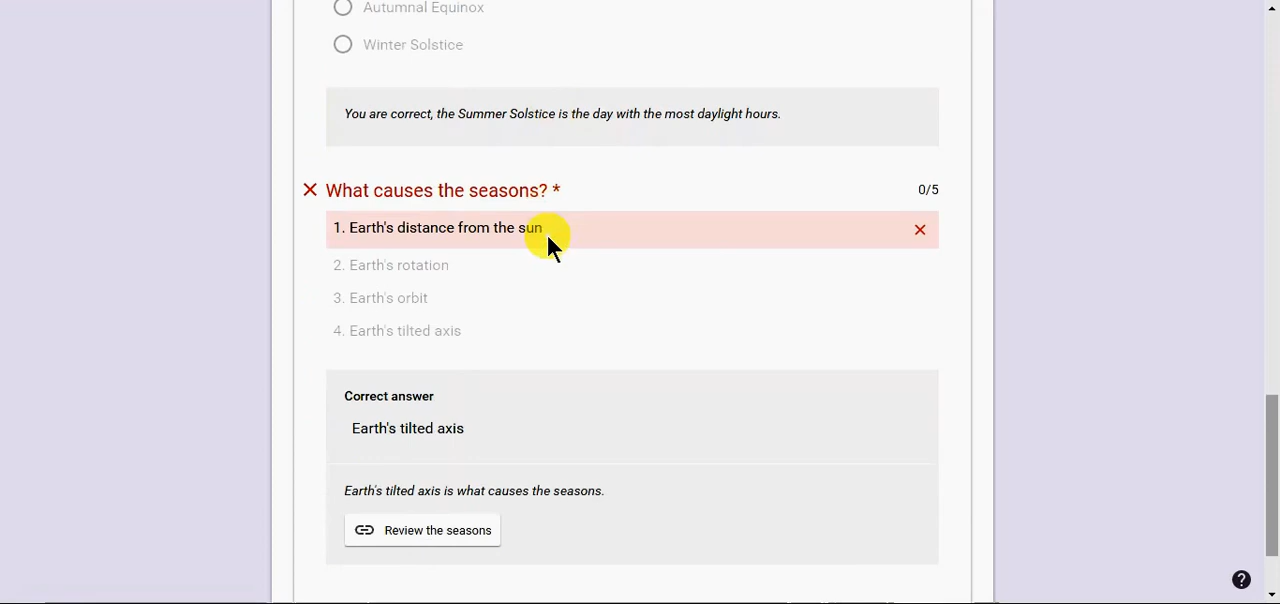 Autumnal Equinox
Winter Solstice
You are correct, the Summer Solstice is the day with the most daylight hours.
What causes the seasons? *
0/5
1. Earth's distance from the sun
2. Earth's rotation
3. Earth's orbit
4. Earth's tilted axis
Correct answer
Earth's tilted axis
Earth's tilted axis is what causes the seasons.
Review the seasons
?